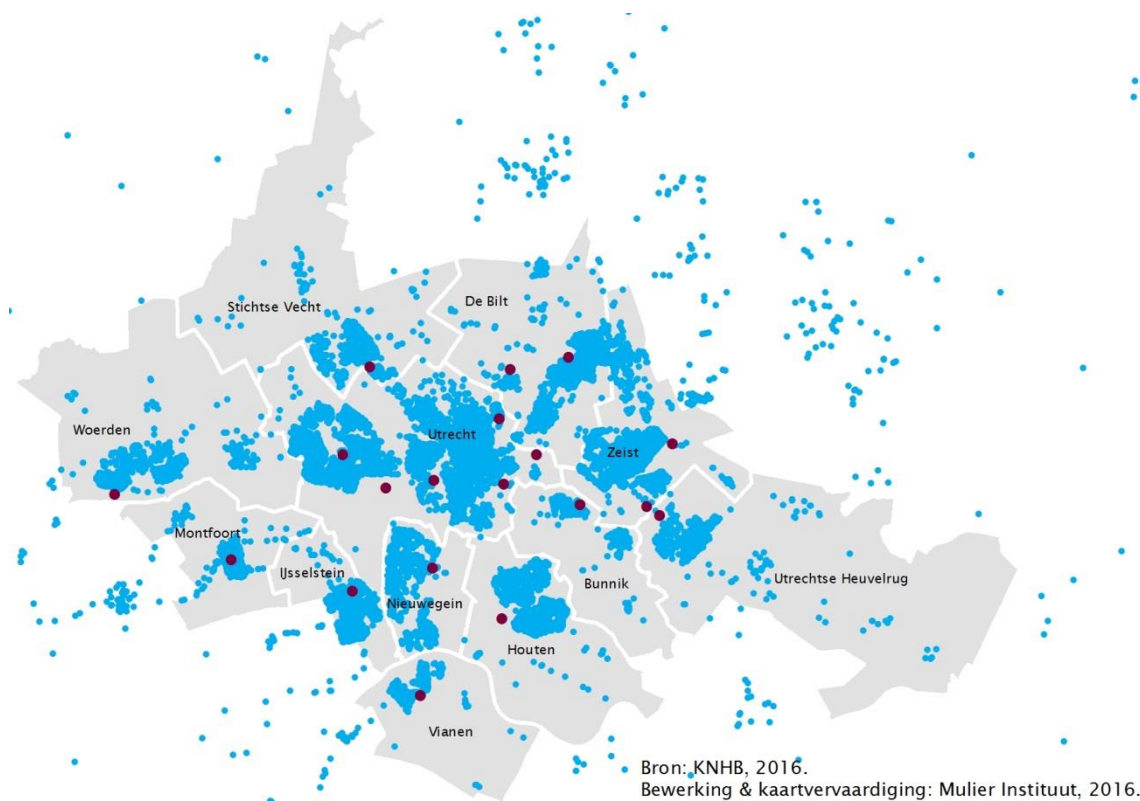 De Bilt
Stichtse Vecht
Woerden
Utrecht
Zeist
Montfoort
IJsselstein
Nieuwegein
Bunnik
Utrechtse Heuvelrug
Houten
Vianen
Bron: KNHB, 2016.
Bewerking & kaartvervaardiging: Mulier Instituut, 2016.